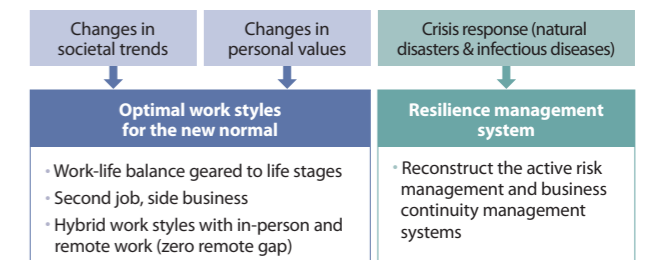 Changes in
societal trends
Changes in
personal values
Crisis response (natural
disasters & infectious diseases)
Optimal work styles
for the new normal
• Work-life balance geared to life stages
• Second job, side business
• Hybrid work styles with in-person and
remote work (zero remote gap)
Resilience management
system
• Reconstruct the active risk
management and business
continuity management
systems